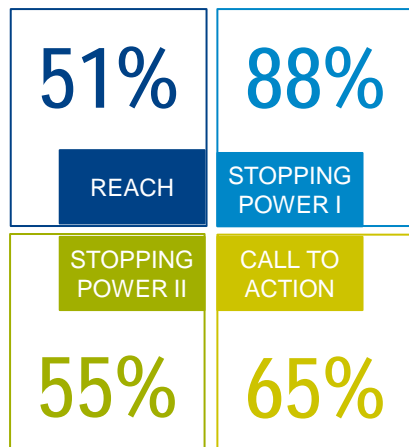 51%
REACH
88%
STOPPING
POWER I
STOPPING
POWER II
55%
CALL TO
ACTION
65%